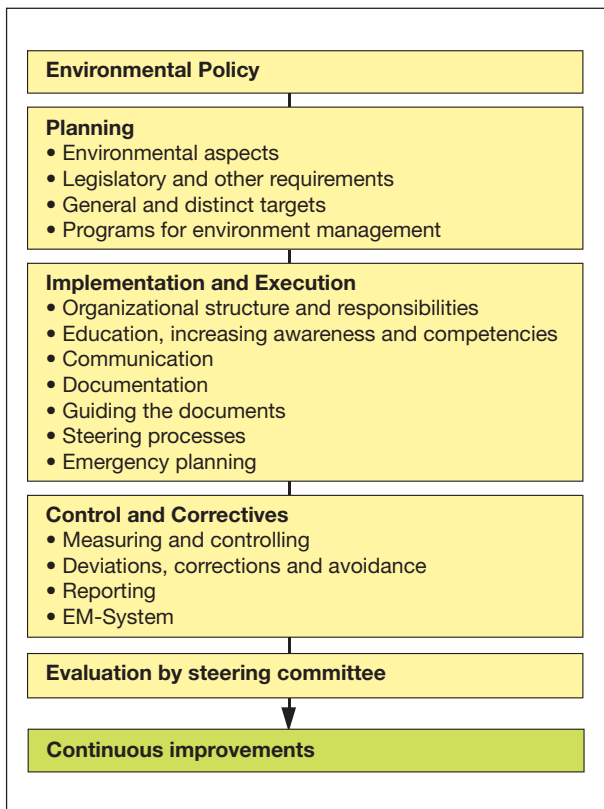 Environmental Policy
Planning
• Environmental aspects
• Legislatory and other requirements
• General and distinct targets
• Programs for environment management
Implementation and Execution
• Organizational structure and responsibilities
• Education, increasing awareness and competencies
• Communication
• Documentation
• Guiding the documents
• Steering processes
• Emergency planning
Control and Correctives
• Measuring and controlling
• Deviations, corrections and avoidance
• Reporting
• EM-System
Evaluation by steering committee
Continuous improvements